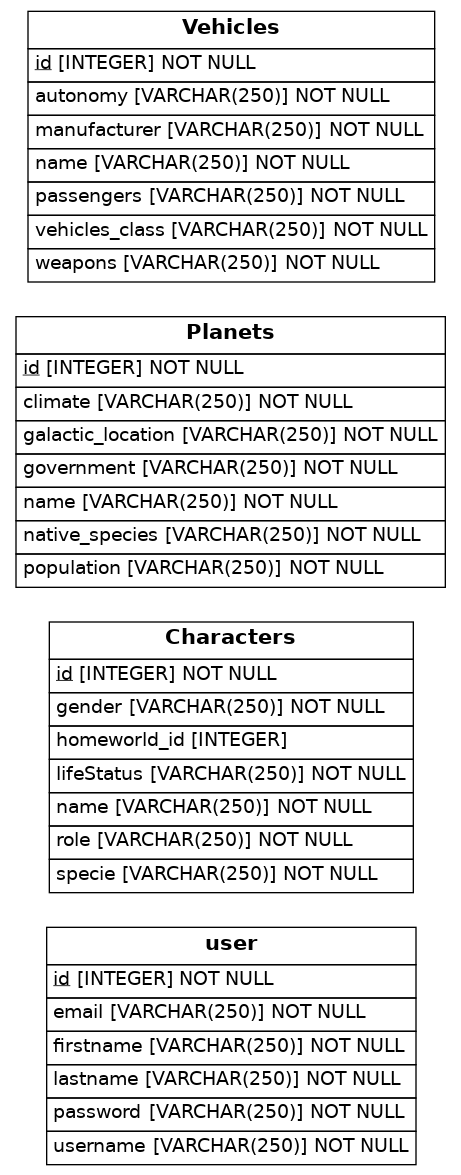 Vehicles
id [INTEGER] NOT NULL
autonomy [VARCHAR(250)] NOT NULL
manufacturer [VARCHAR(250)] NOT NULL
name [VARCHAR(250)] NOT NULL
passengers [VARCHAR(250)] NOT NULL
vehicles_class [VARCHAR(250)] NOT NULL
weapons [VARCHAR(250)] NOT NULL
Planets
id [INTEGER] NOT NULL
climate [VARCHAR(250)] NOT NULL
galactic_location [VARCHAR(250)] NOT NULL
government [VARCHAR(250)] NOT NULL
name [VARCHAR(250)] NOT NULL
native_species [VARCHAR(250)] NOT NULL
population [VARCHAR(250)] NOT NULL
Characters
id [INTEGER] NOT NULL
gender [VARCHAR(250)] NOT NULL
homeworld_id [INTEGER]
lifeStatus [VARCHAR(250)] NOT NULL
name [VARCHAR(250)] NOT NULL
role [VARCHAR(250)] NOT NULL
specie [VARCHAR(250)] NOT NULL
user
id [INTEGER] NOT NULL
email [VARCHAR(250)] NOT NULL
firstname [VARCHAR(250)] NOT NULL
lastname [VARCHAR(250)] NOT NULL
password [VARCHAR(250)] NOT NULL
username [VARCHAR(250)] NOT NULL